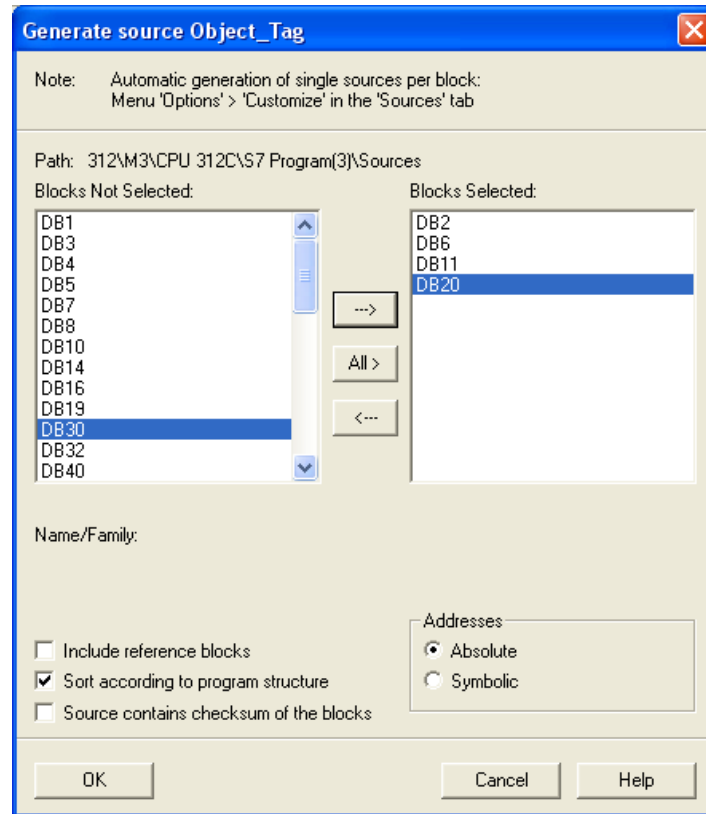 Generate source Object_Tag
Note: Automatic generation of single sources per block:
Menu 'Options' > 'Customize' in the 'Sources' tab
Path: 312\M3\CPU 312C\S7 Program(3)\Sources
Blocks Not Selected:
DB1
DB3
DB4
DB5
DB7
DB8
DB10
DB14
DB16
DB19
DB30
DB32
DB40
--->
All >
<---
Blocks Selected:
DB2
DB6
DB11
DB20
Name/Family:
Include reference blocks
Sort according to program structure
Source contains checksum of the blocks
Addresses
Absolute
Symbolic
OK
Cancel
Help